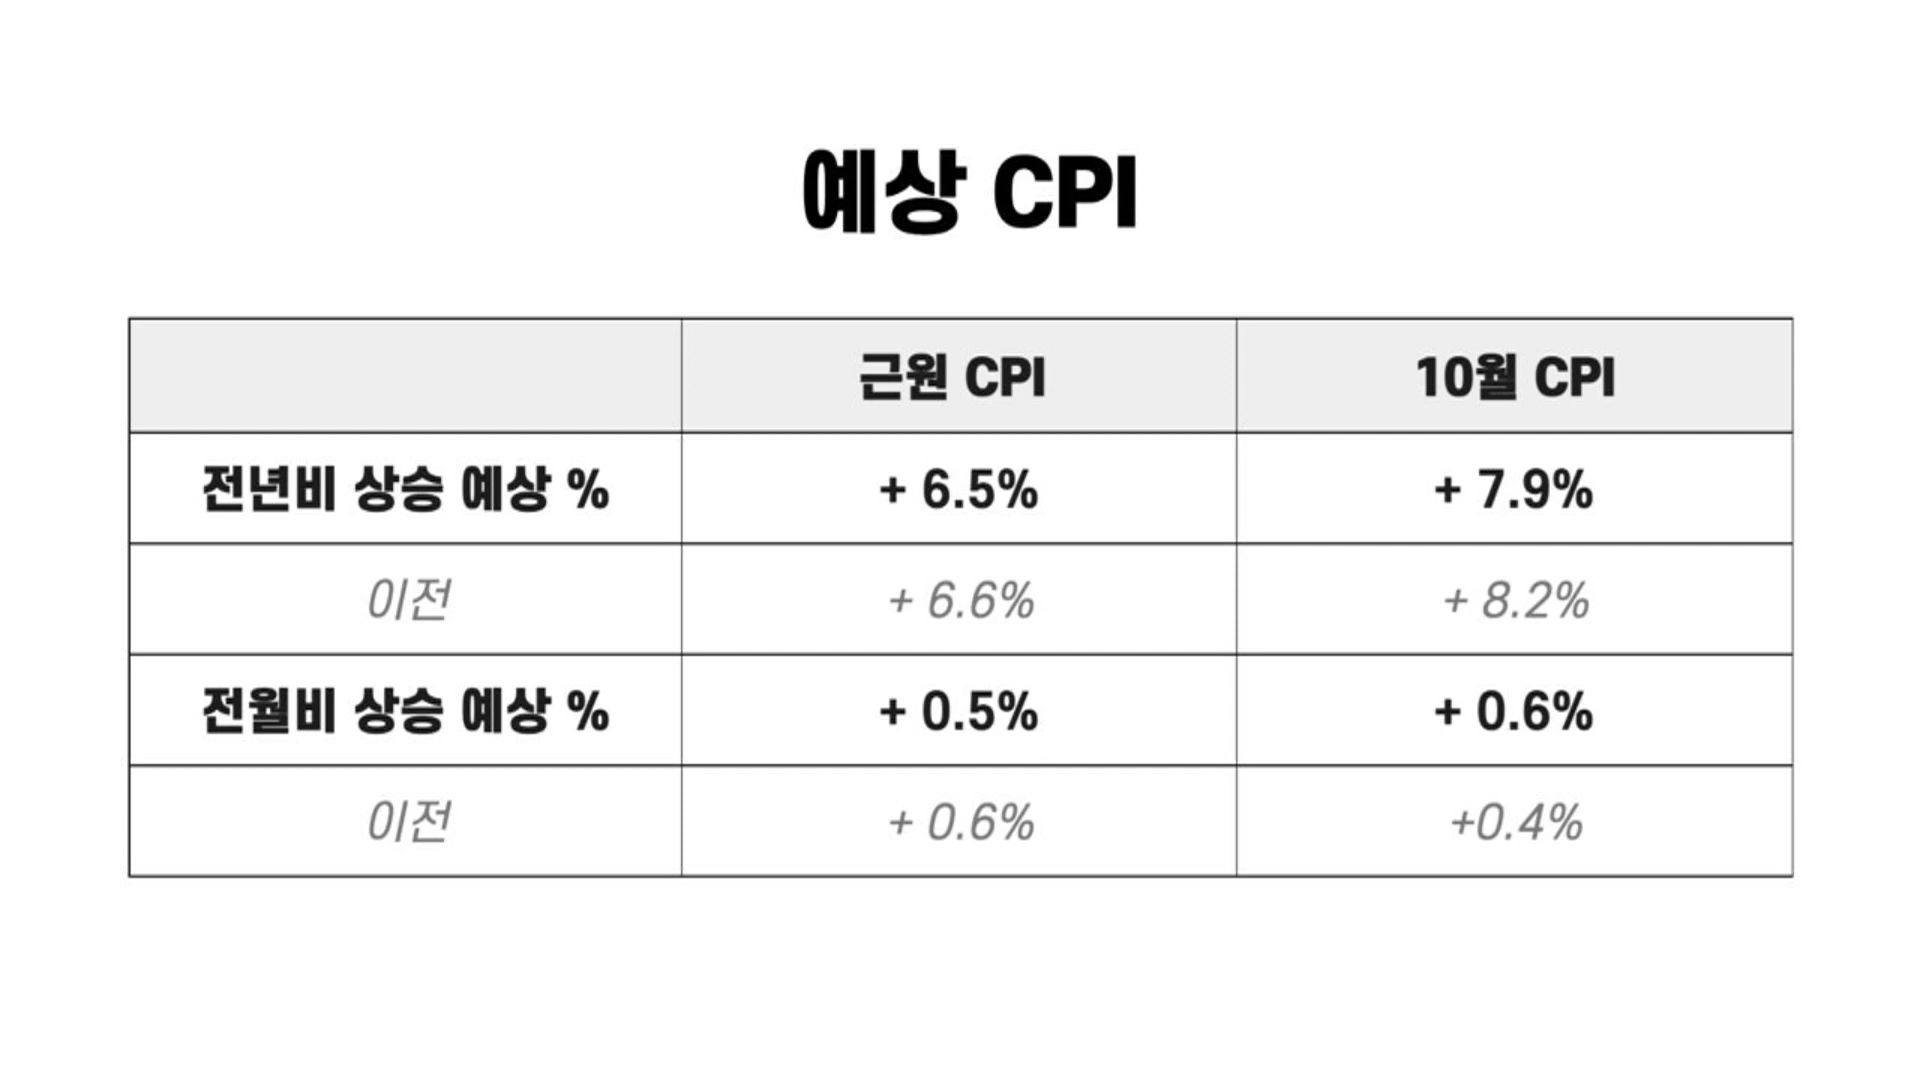 예상 CPI
근원 CPI 10월 CPI
전년비 상승 예상 % + 6.5% + 7.9%
이전 + 6.6% + 8.2%
전월비 상승 예상 % + 0.5% + 0.6%
이전 + 0.6% +0.4%